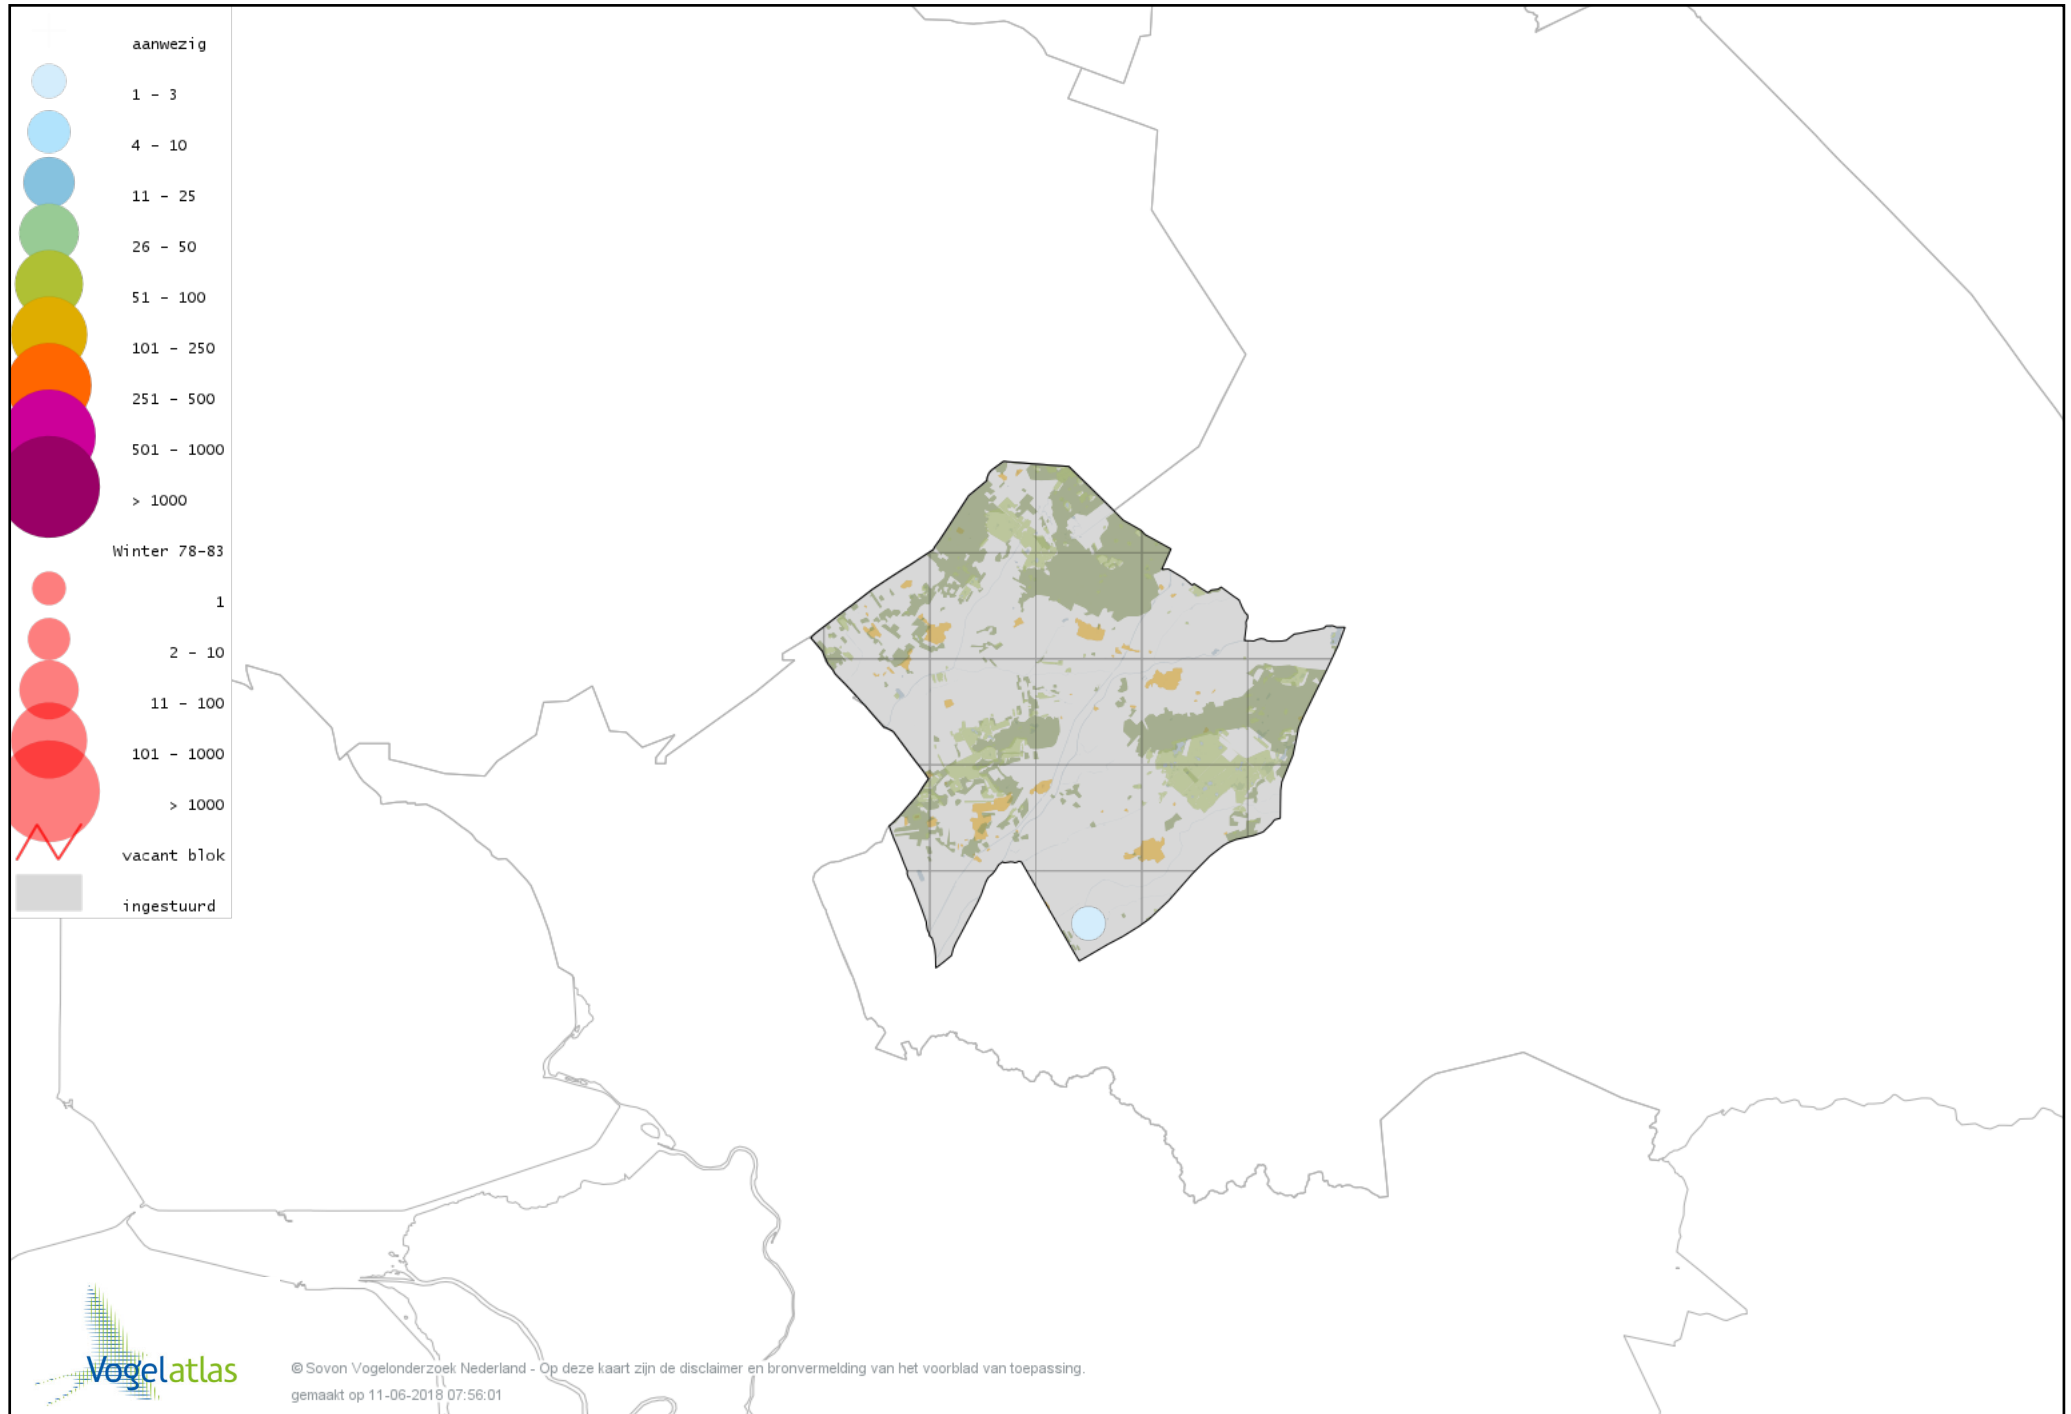 aanwezig
1 - 3
4 - 10
11 - 25
26 - 50
51 - 100
101 - 250
251 - 500
501 - 1000
> 1000
Winter 78-83
1
2 - 10
11 - 100
101 - 1000
> 1000
vacant blok
ingestuurd
Vogelatlas
© Sovon Vogelonderzoek Nederland - Op deze kaart zijn de disclaimer en bronvermelding van het voorblad van toepassing.
gemaakt op 11-06-2018 07:56:01